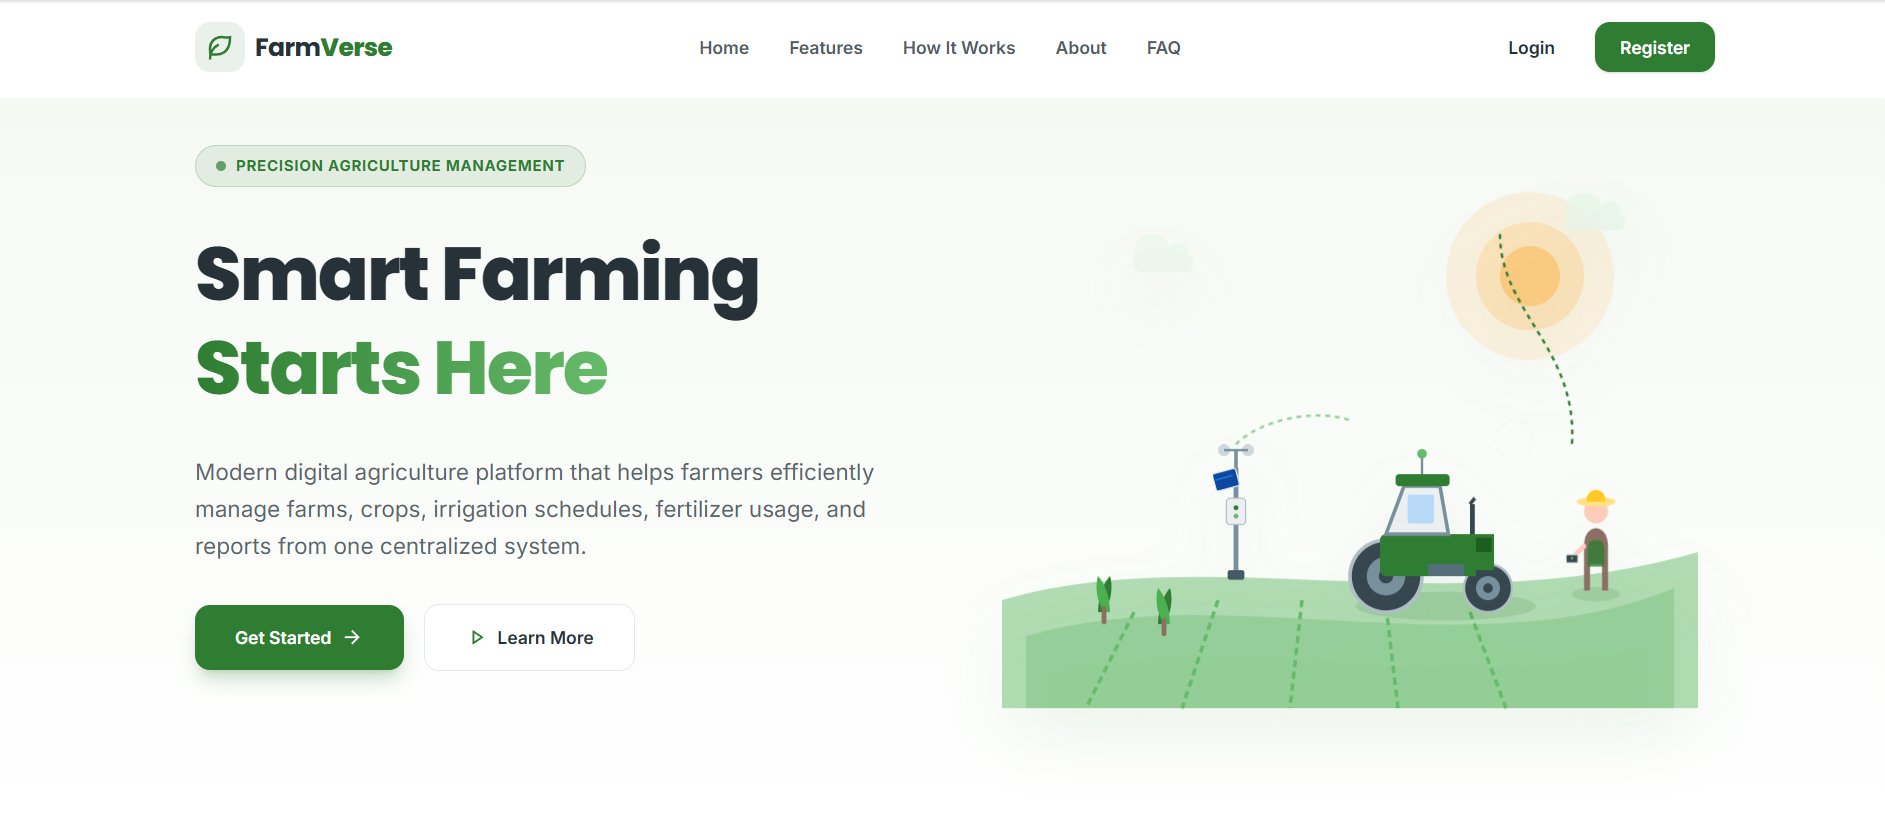 FarmVerse
Home
Features
How It Works
About
FAQ
Login
Register
PRECISION AGRICULTURE MANAGEMENT
Smart Farming
Starts Here
Modern digital agriculture platform that helps farmers efficiently
manage farms, crops, irrigation schedules, fertilizer usage, and
reports from one centralized system.
Get Started
Learn More